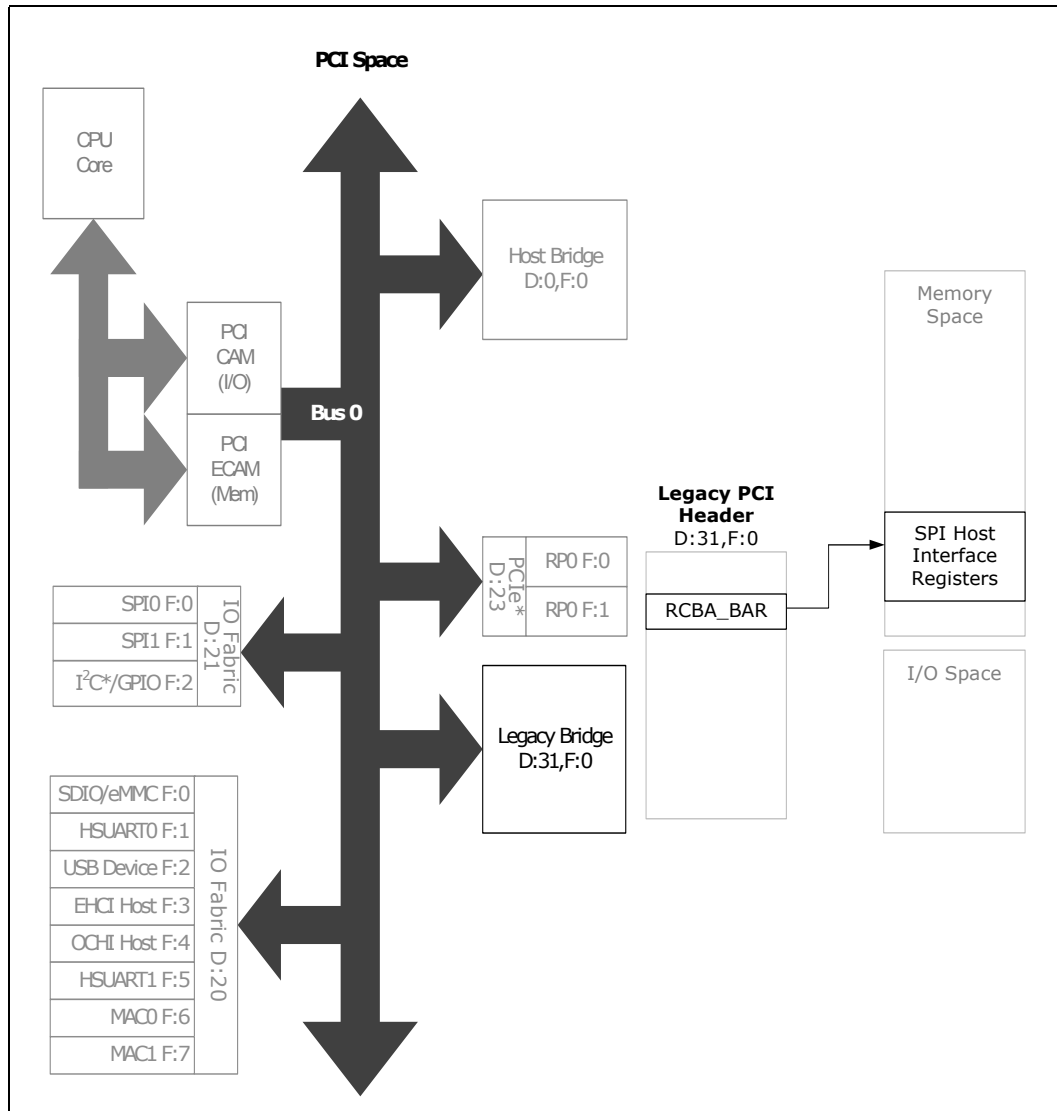 PCI Space
CPU
Core
PCI
CAM
(I/O)
Bus 0
PCI
ECAM
(Mem)
Host Bridge
D:0,F:0
Memory
Space
Legacy PCI
Header
D:31,F:0
SPI Host
Interface
Registers
PCIe*
D:23
RP0 F:0
RP0 F:1
RCBA_BAR
SPI0 F:0
SPI1 F:1
I²C*/GPIO F:2
IO Fabric
D:21
I/O Space
Legacy Bridge
D:31,F:0
SDIO/eMMC F:0
HSUART0 F:1
USB Device F:2
EHCI Host F:3
OCHI Host F:4
HSUART1 F:5
MAC0 F:6
MAC1 F:7
IO Fabric D:20